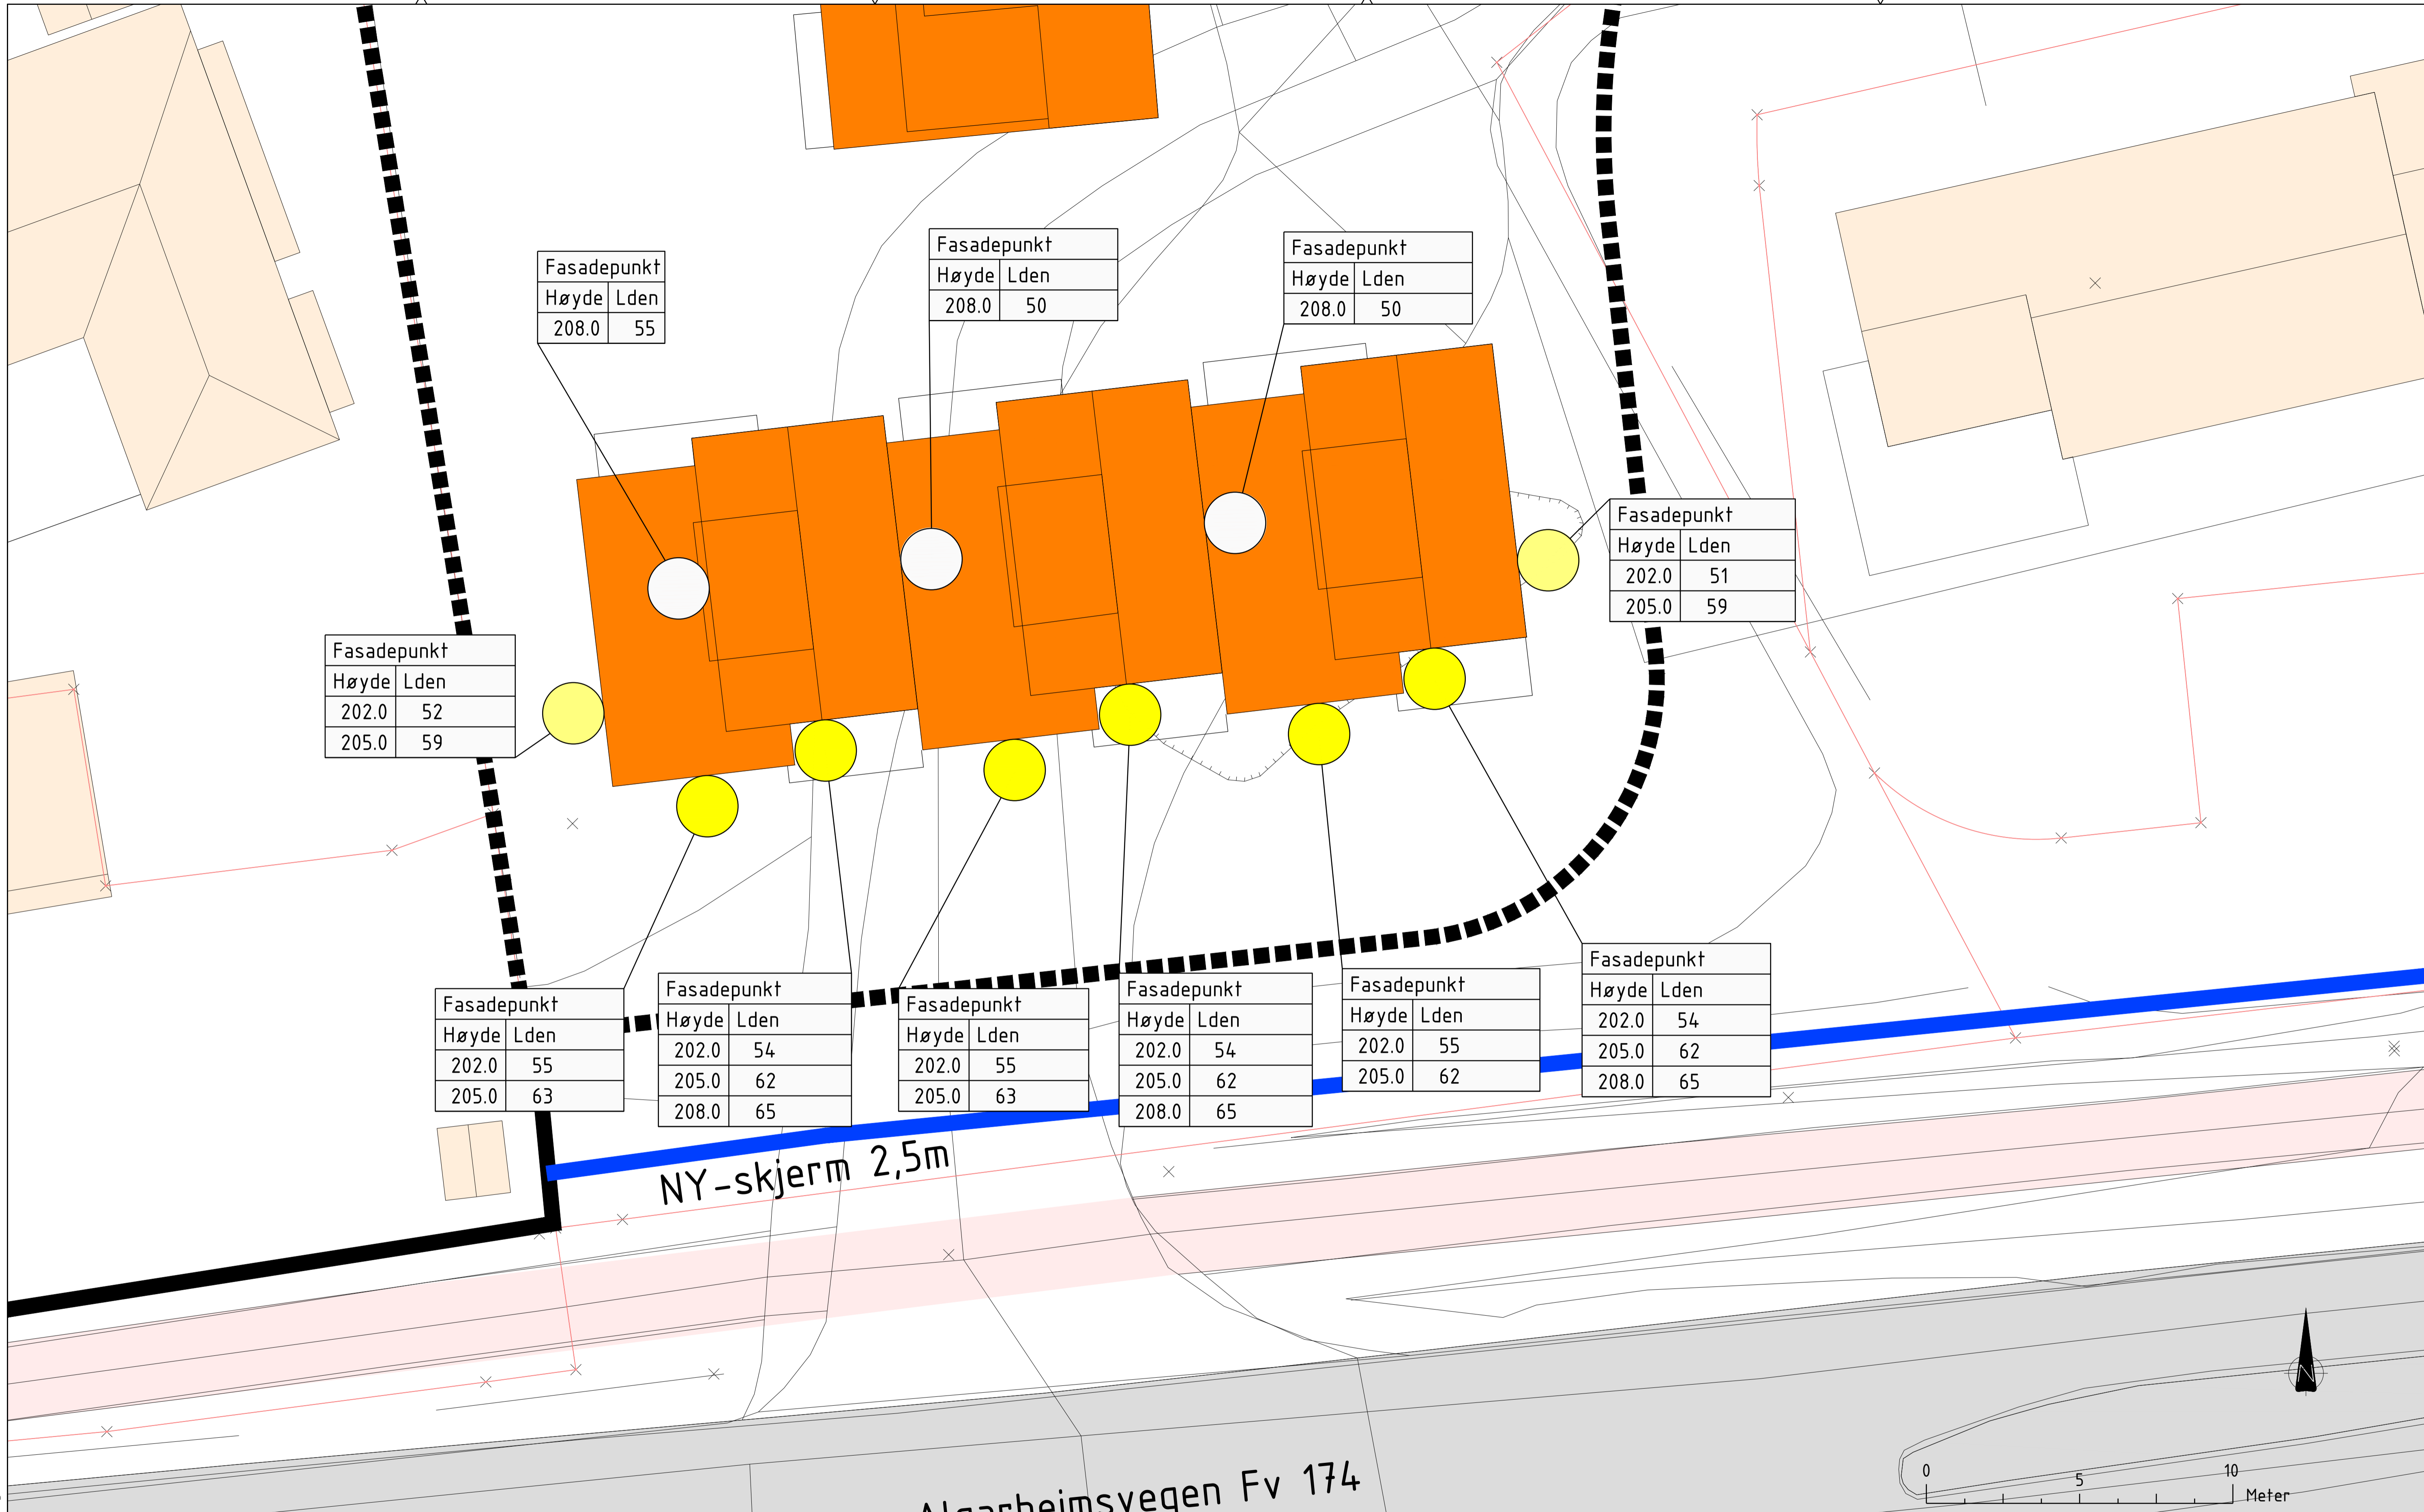 Fasadepunkt
Høyde Lden
208.0 50
Fasadepunkt
Høyde Lden
208.0 50
Fasadepunkt
Høyde Lden
208.0 55
Fasadepunkt
Høyde Lden
202.0 51
205.0 59
Fasadepunkt
Høyde Lden
202.0 52
205.0 59
Fasadepunkt
Høyde Lden
202.0 55
205.0 63
Fasadepunkt
Høyde Lden
202.0 54
205.0 62
208.0 65
Fasadepunkt
Høyde Lden
202.0 55
205.0 63
Fasadepunkt
Høyde Lden
202.0 54
205.0 62
208.0 65
Fasadepunkt
Høyde Lden
202.0 55
205.0 62
Fasadepunkt
Høyde Lden
202.0 54
205.0 62
208.0 65
NY-skjerm 2,5m
N
Algarheimsvegen Fv 174
0 5 10
Meter